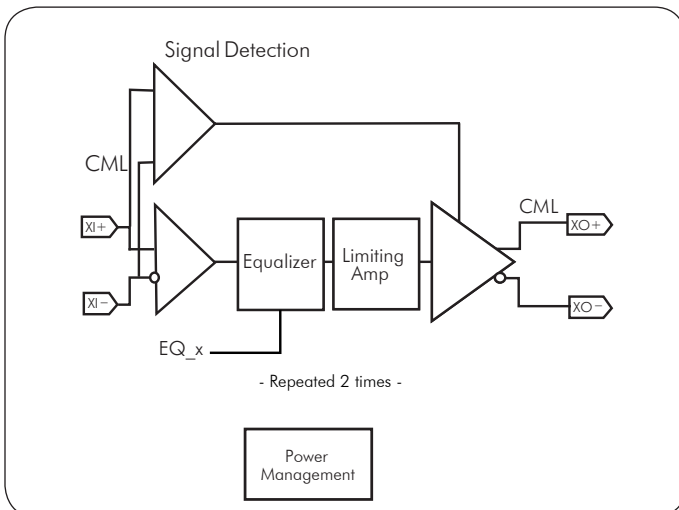 Signal Detection
CML
XI+
XI−
Equalizer
Limiting
Amp
CML
XO+
XO−
EQ_x
- Repeated 2 times -
Power
Management